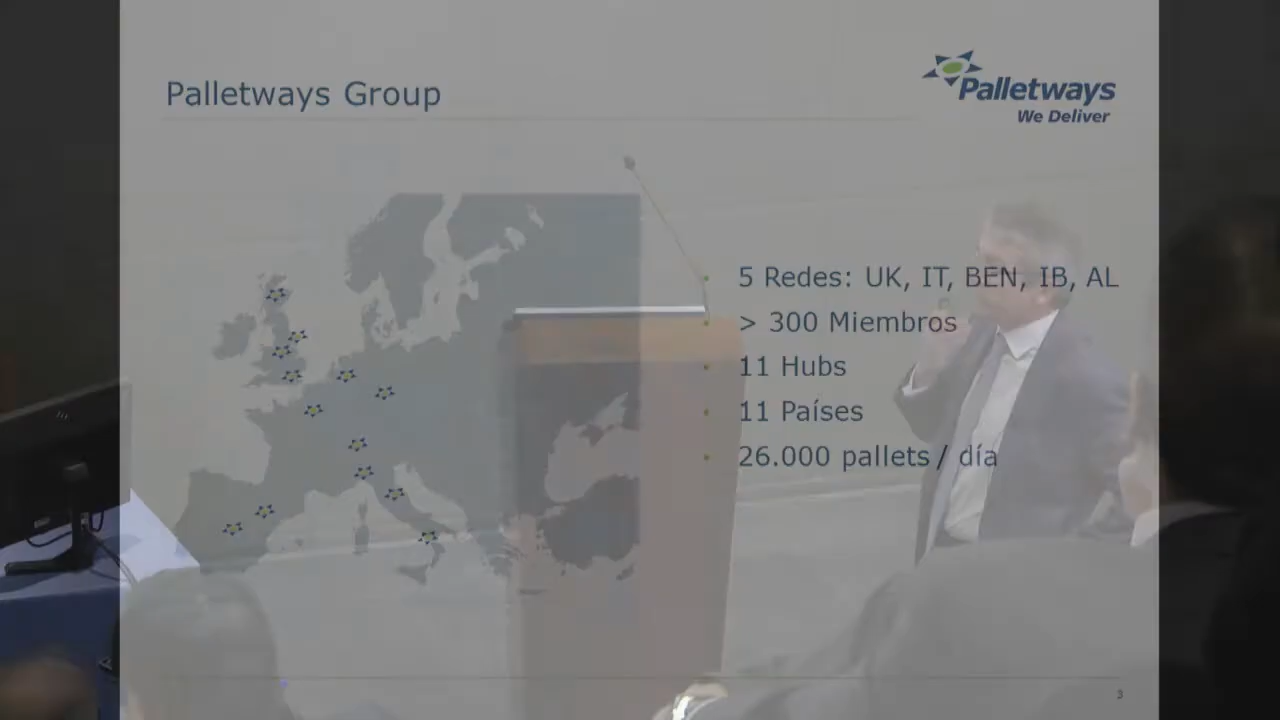 Palletways Group
Palletways
We Deliver
5 Redes: UK, IT, BEN, IB, AL
> 300 Miembros
11 Hubs
11 Países
26.000 pallets / día
3